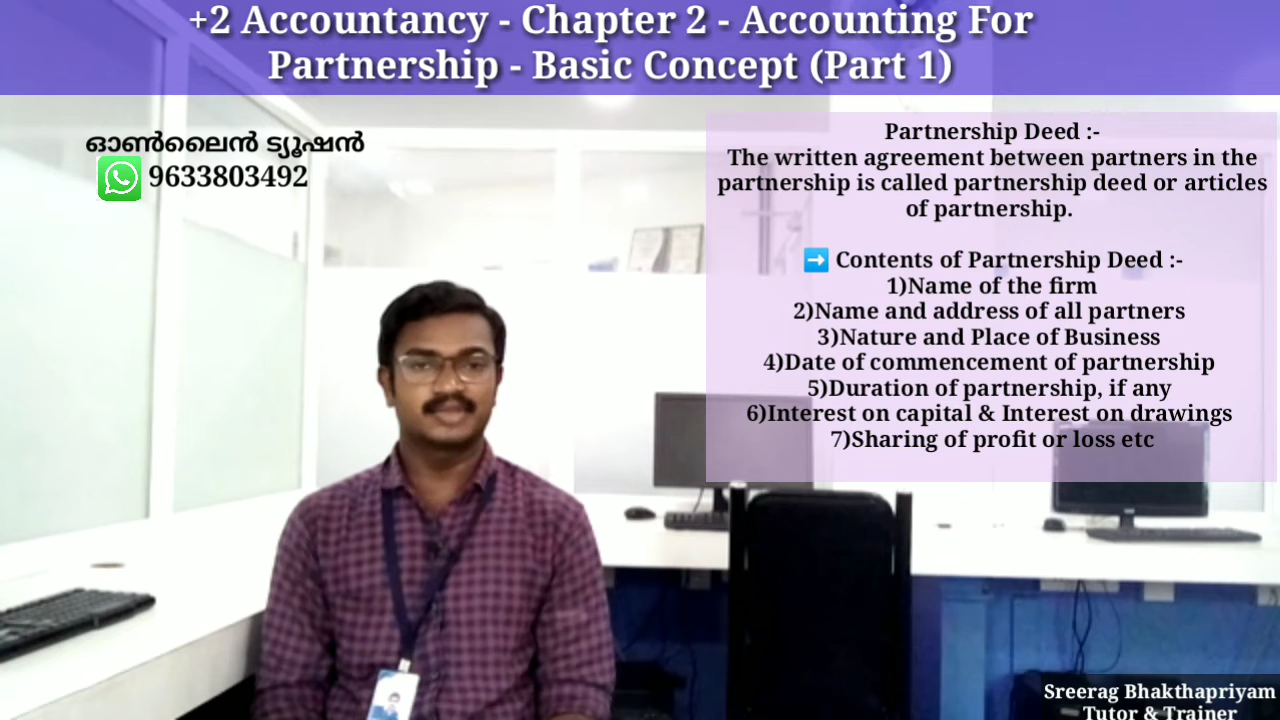 +2 Accountancy - Chapter 2 - Accounting For
Partnership - Basic Concept (Part 1)
ഓൺലൈൻ ട്യൂഷൻ
9633803492
Partnership Deed :-
The written agreement between partners in the
partnership is called partnership deed or articles
of partnership.
➡ Contents of Partnership Deed :-
1)Name of the firm
2)Name and address of all partners
3)Nature and Place of Business
4)Date of commencement of partnership
5)Duration of partnership, if any
6)Interest on capital & Interest on drawings
7)Sharing of profit or loss etc
Sreerag Bhakthapriyam
Tutor & Trainer